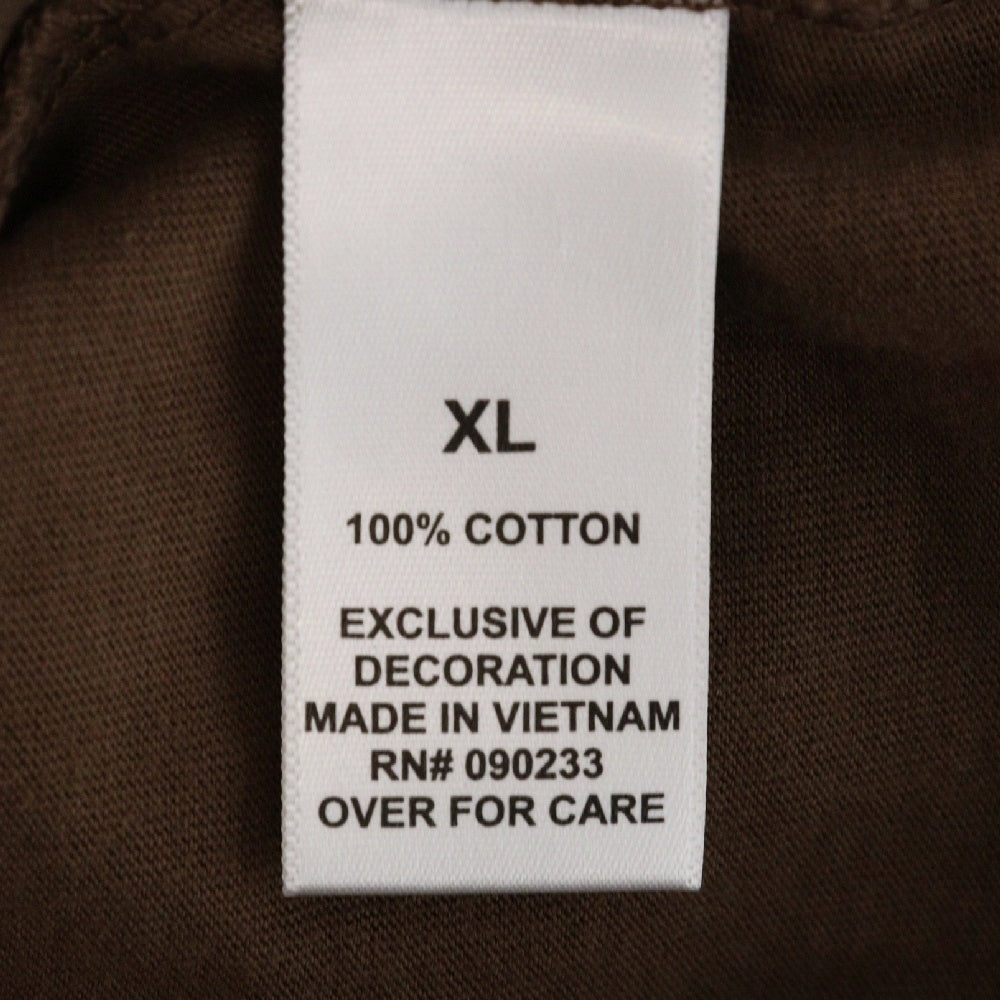 XL
100% COTTON
EXCLUSIVE OF
DECORATION
MADE IN VIETNAM
RN# 090233
OVER FOR CARE